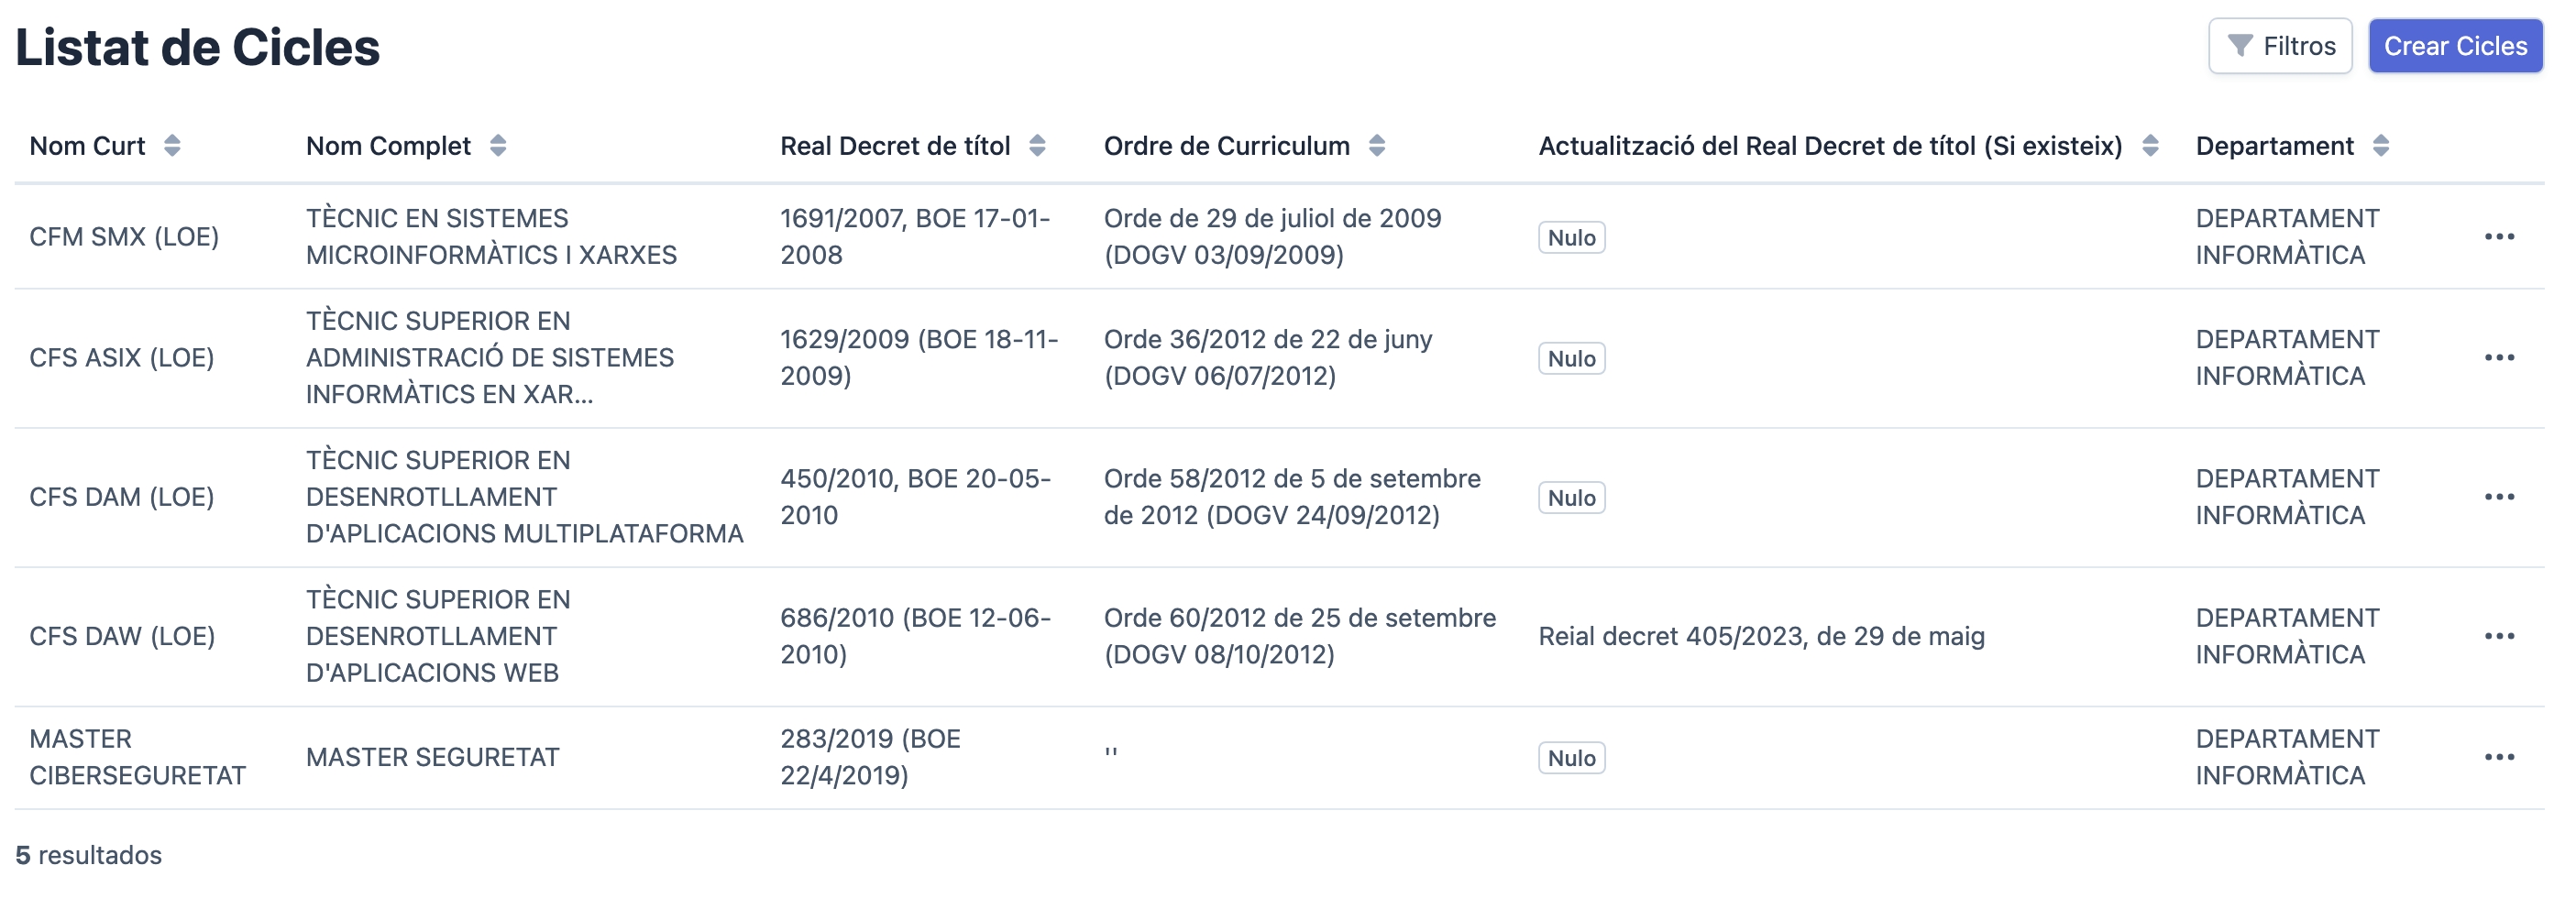 Listat de Cicles
Filtros
Crear Cicles
Nom Curt
Nom Complet
Real Decret de títol
Ordre de Curriculum
Actualització del Real Decret de títol (Si existeix)
Departament
CFM SMX (LOE)
TÈCNIC EN SISTEMES
MICROINFORMÀTICS I XARXES
1691/2007, BOE 17-01-
2008
Orde de 29 de juliol de 2009
(DOGV 03/09/2009)
Nulo
DEPARTAMENT
INFORMÀTICA
CFS ASIX (LOE)
TÈCNIC SUPERIOR EN
ADMINISTRACIÓ DE SISTEMES
INFORMÀTICS EN XAR...
1629/2009 (BOE 18-11-
2009)
Orde 36/2012 de 22 de juny
(DOGV 06/07/2012)
Nulo
DEPARTAMENT
INFORMÀTICA
CFS DAM (LOE)
TÈCNIC SUPERIOR EN
DESENROTLLAMENT
D'APLICACIONS MULTIPLATAFORMA
450/2010, BOE 20-05-
2010
Orde 58/2012 de 5 de setembre
de 2012 (DOGV 24/09/2012)
Nulo
DEPARTAMENT
INFORMÀTICA
CFS DAW (LOE)
TÈCNIC SUPERIOR EN
DESENROTLLAMENT
D'APLICACIONS WEB
686/2010 (BOE 12-06-
2010)
Orde 60/2012 de 25 de setembre
(DOGV 08/10/2012)
Reial decret 405/2023, de 29 de maig
DEPARTAMENT
INFORMÀTICA
MASTER
CIBERSEGURETAT
MASTER SEGURETAT
283/2019 (BOE
22/4/2019)
''
Nulo
DEPARTAMENT
INFORMÀTICA
5 resultados